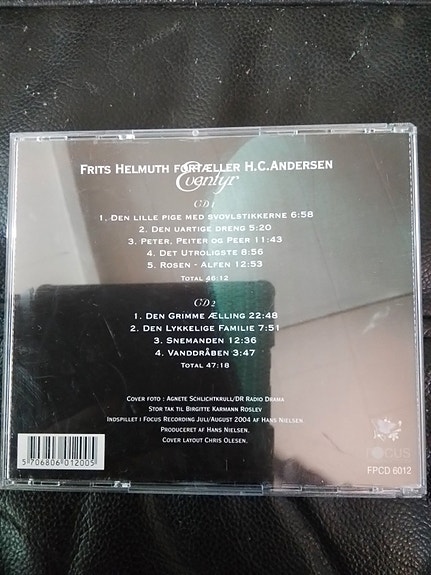 FRITS HELMUTH FORTÆLLER H.C.ANDERSEN
Eventyr
CD 1
1. DEN LILLE PIGE MED SVOVLSTIKKERNE 6:58
2. DEN UARTIGE DRENG 5:20
3. PETER, PEITER OG PEER 11:43
4. DET UTROLIGSTE 8:56
5. ROSEN - ALFEN 12:53
TOTAL 46:12
CD 2
1. DEN GRIMME ÆLLING 22:48
2. DEN LYKKELIGE FAMILIE 7:51
3. SNEMANDEN 12:36
4. VANDDRÅBEN 3:47
TOTAL 47:18
COVER FOTO : AGNETE SCHLICHTKRULL/DR RADIO DRAMA
STOR TAK TIL BIRGITTE KARMANN ROSLEV
INDSPILLET I FOCUS RECORDING JULI/AUGUST 2004 AF HANS NIELSEN
PRODUCERET AF HANS NIELSEN.
COVER LAYOUT CHRIS OLESEN.
5 706806 012005
FOCUS
FPCD 6012